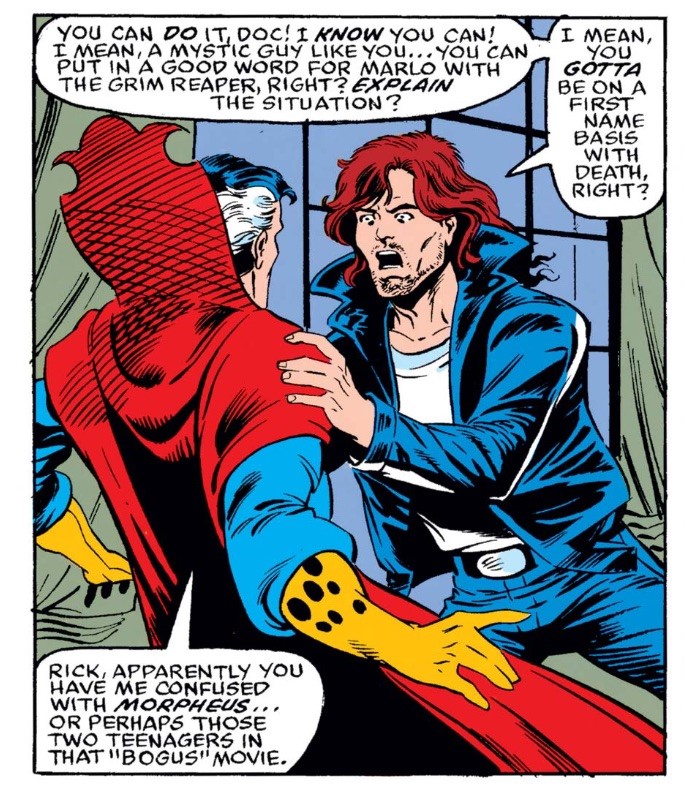 YOU CAN DO IT, DOC! I KNOW YOU CAN!
I MEAN, A MYSTIC GUY LIKE YOU... YOU CAN
PUT IN A GOOD WORD FOR MARLO WITH
THE GRIM REAPER, RIGHT? EXPLAIN
THE SITUATION?
I MEAN,
YOU
GOTTA
BE ON A
FIRST
NAME
BASIS
WITH
DEATH,
RIGHT?
RICK, APPARENTLY YOU
HAVE ME CONFUSED
WITH MORPHEUS...
OR PERHAPS THOSE
TWO TEENAGERS IN
THAT "BOGUS" MOVIE.